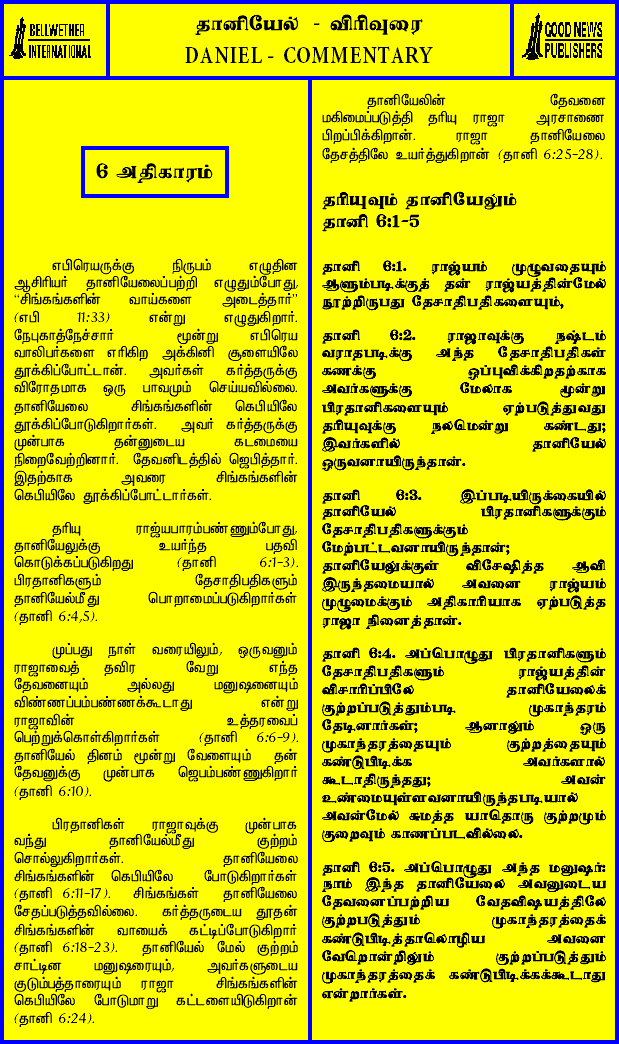 BELLWETHER
INTERNATIONAL
தானியேல் - விரிவுரை
DANIEL - COMMENTARY
GOOD NEWS
PUBLISHERS
6 அதிகாரம்
எபிரெயருக்கு நிருபம் எழுதின
ஆசிரியர் தானியேலைப்பற்றி எழுதும்போது,
“சிங்கங்களின் வாய்களை அடைத்தார்”
(எபி 11:33) என்று எழுதுகிறார்.
நேபுகாத்நேச்சார் மூன்று எபிரெய
வாலிபர்களை எரிகிற அக்கினி சூளையிலே
தூக்கிப்போட்டான். அவர்கள் கர்த்தருக்கு
விரோதமாக ஒரு பாவமும் செய்யவில்லை.
தானியேலை சிங்கங்களின் கெபியிலே
தூக்கிப்போடுகிறார்கள். அவர் கர்த்தருக்கு
முன்பாக தன்னுடைய கடமையை
நிறைவேற்றினார். தேவனிடத்தில் ஜெபித்தார்.
இதற்காக அவரை சிங்கங்களின்
கெபியிலே தூக்கிப்போட்டார்கள்.
தரியு ராஜ்யபாரம்பண்ணும்போது,
தானியேலுக்கு உயர்ந்த பதவி
கொடுக்கப்படுகிறது (தானி 6:1-3).
பிரதானிகளும் தேசாதிபதிகளும்
தானியேல்மீது பொறாமைப்படுகிறார்கள்
(தானி 6:4,5).
முப்பது நாள் வரையிலும், ஒருவனும்
ராஜாவைத் தவிர வேறு எந்த
தேவனையும் அல்லது மனுஷனையும்
விண்ணப்பம்பண்ணக்கூடாது என்று
ராஜாவின் உத்தரவைப்
பெற்றுக்கொள்கிறார்கள் (தானி 6:6-9).
தானியேல் தினம் மூன்று வேளையும் தன்
தேவனுக்கு முன்பாக ஜெபம்பண்ணுகிறார்
(தானி 6:10).
பிரதானிகள் ராஜாவுக்கு முன்பாக
வந்து தானியேல்மீது குற்றம்
சொல்லுகிறார்கள். தானியேலை
சிங்கங்களின் கெபியிலே போடுகிறார்கள்
(தானி 6:11-17). சிங்கங்கள் தானியேலை
சேதப்படுத்தவில்லை. கர்த்தருடைய தூதன்
சிங்கங்களின் வாயைக் கட்டிப்போடுகிறார்
(தானி 6:18-23). தானியேல் மேல் குற்றம்
சாட்டின மனுஷரையும், அவர்களுடைய
குடும்பத்தாரையும் ராஜா சிங்கங்களின்
கெபியிலே போடுமாறு கட்டளையிடுகிறான்
(தானி 6:24).
தானியேலின் தேவனை
மகிமைப்படுத்தி தரியு ராஜா அரசாணை
பிறப்பிக்கிறான். ராஜா தானியேலை
தேசத்திலே உயர்த்துகிறான் (தானி 6:25-28).
தரியுவும் தானியேலும்
தானி 6:1-5
தானி 6:1. ராஜ்யம் முழுவதையும்
ஆளும்படிக்குத் தன் ராஜ்யத்தின்மேல்
நூற்றிருபது தேசாதிபதிகளையும்,
தானி 6:2. ராஜாவுக்கு நஷ்டம்
வராதபடிக்கு அந்த தேசாதிபதிகள்
கணக்கு ஒப்புவிக்கிறதற்காக
அவர்களுக்கு மேலாக மூன்று
பிரதானிகளையும் ஏற்படுத்துவது
தரியுவுக்கு நலமென்று கண்டது;
இவர்களில் தானியேல்
ஒருவனாயிருந்தான்.
தானி 6:3. இப்படியிருக்கையில்
தானியேல் பிரதானிகளுக்கும்
தேசாதிபதிகளுக்கும்
மேற்பட்டவனாயிருந்தான்;
தானியேலுக்குள் விசேஷித்த ஆவி
இருந்தமையால் அவனை ராஜ்யம்
முழுமைக்கும் அதிகாரியாக ஏற்படுத்த
ராஜா நினைத்தான்.
தானி 6:4. அப்பொழுது பிரதானிகளும்
தேசாதிபதிகளும் ராஜ்யத்தின்
விசாரிப்பிலே தானியேலைக்
குற்றப்படுத்தும்படி முகாந்தரம்
தேடினார்கள்; ஆனாலும் ஒரு
முகாந்தரத்தையும் குற்றத்தையும்
கண்டுபிடிக்க அவர்களால்
கூடாதிருந்தது; அவன்
உண்மையுள்ளவனாயிருந்தபடியால்
அவன்மேல் சுமத்த யாதொரு குற்றமும்
குறைவும் காணப்படவில்லை.
தானி 6:5. அப்பொழுது அந்த மனுஷர்:
நாம் இந்த தானியேலை அவனுடைய
தேவனைப்பற்றிய வேதவிஷயத்திலே
குற்றபடுத்தும் முகாந்தரத்தைக்
கண்டுபிடித்தாலொழிய அவனை
வேறொன்றிலும் குற்றப்படுத்தும்
முகாந்தரத்தைக் கண்டுபிடிக்கக்கூடாது
என்றார்கள்.